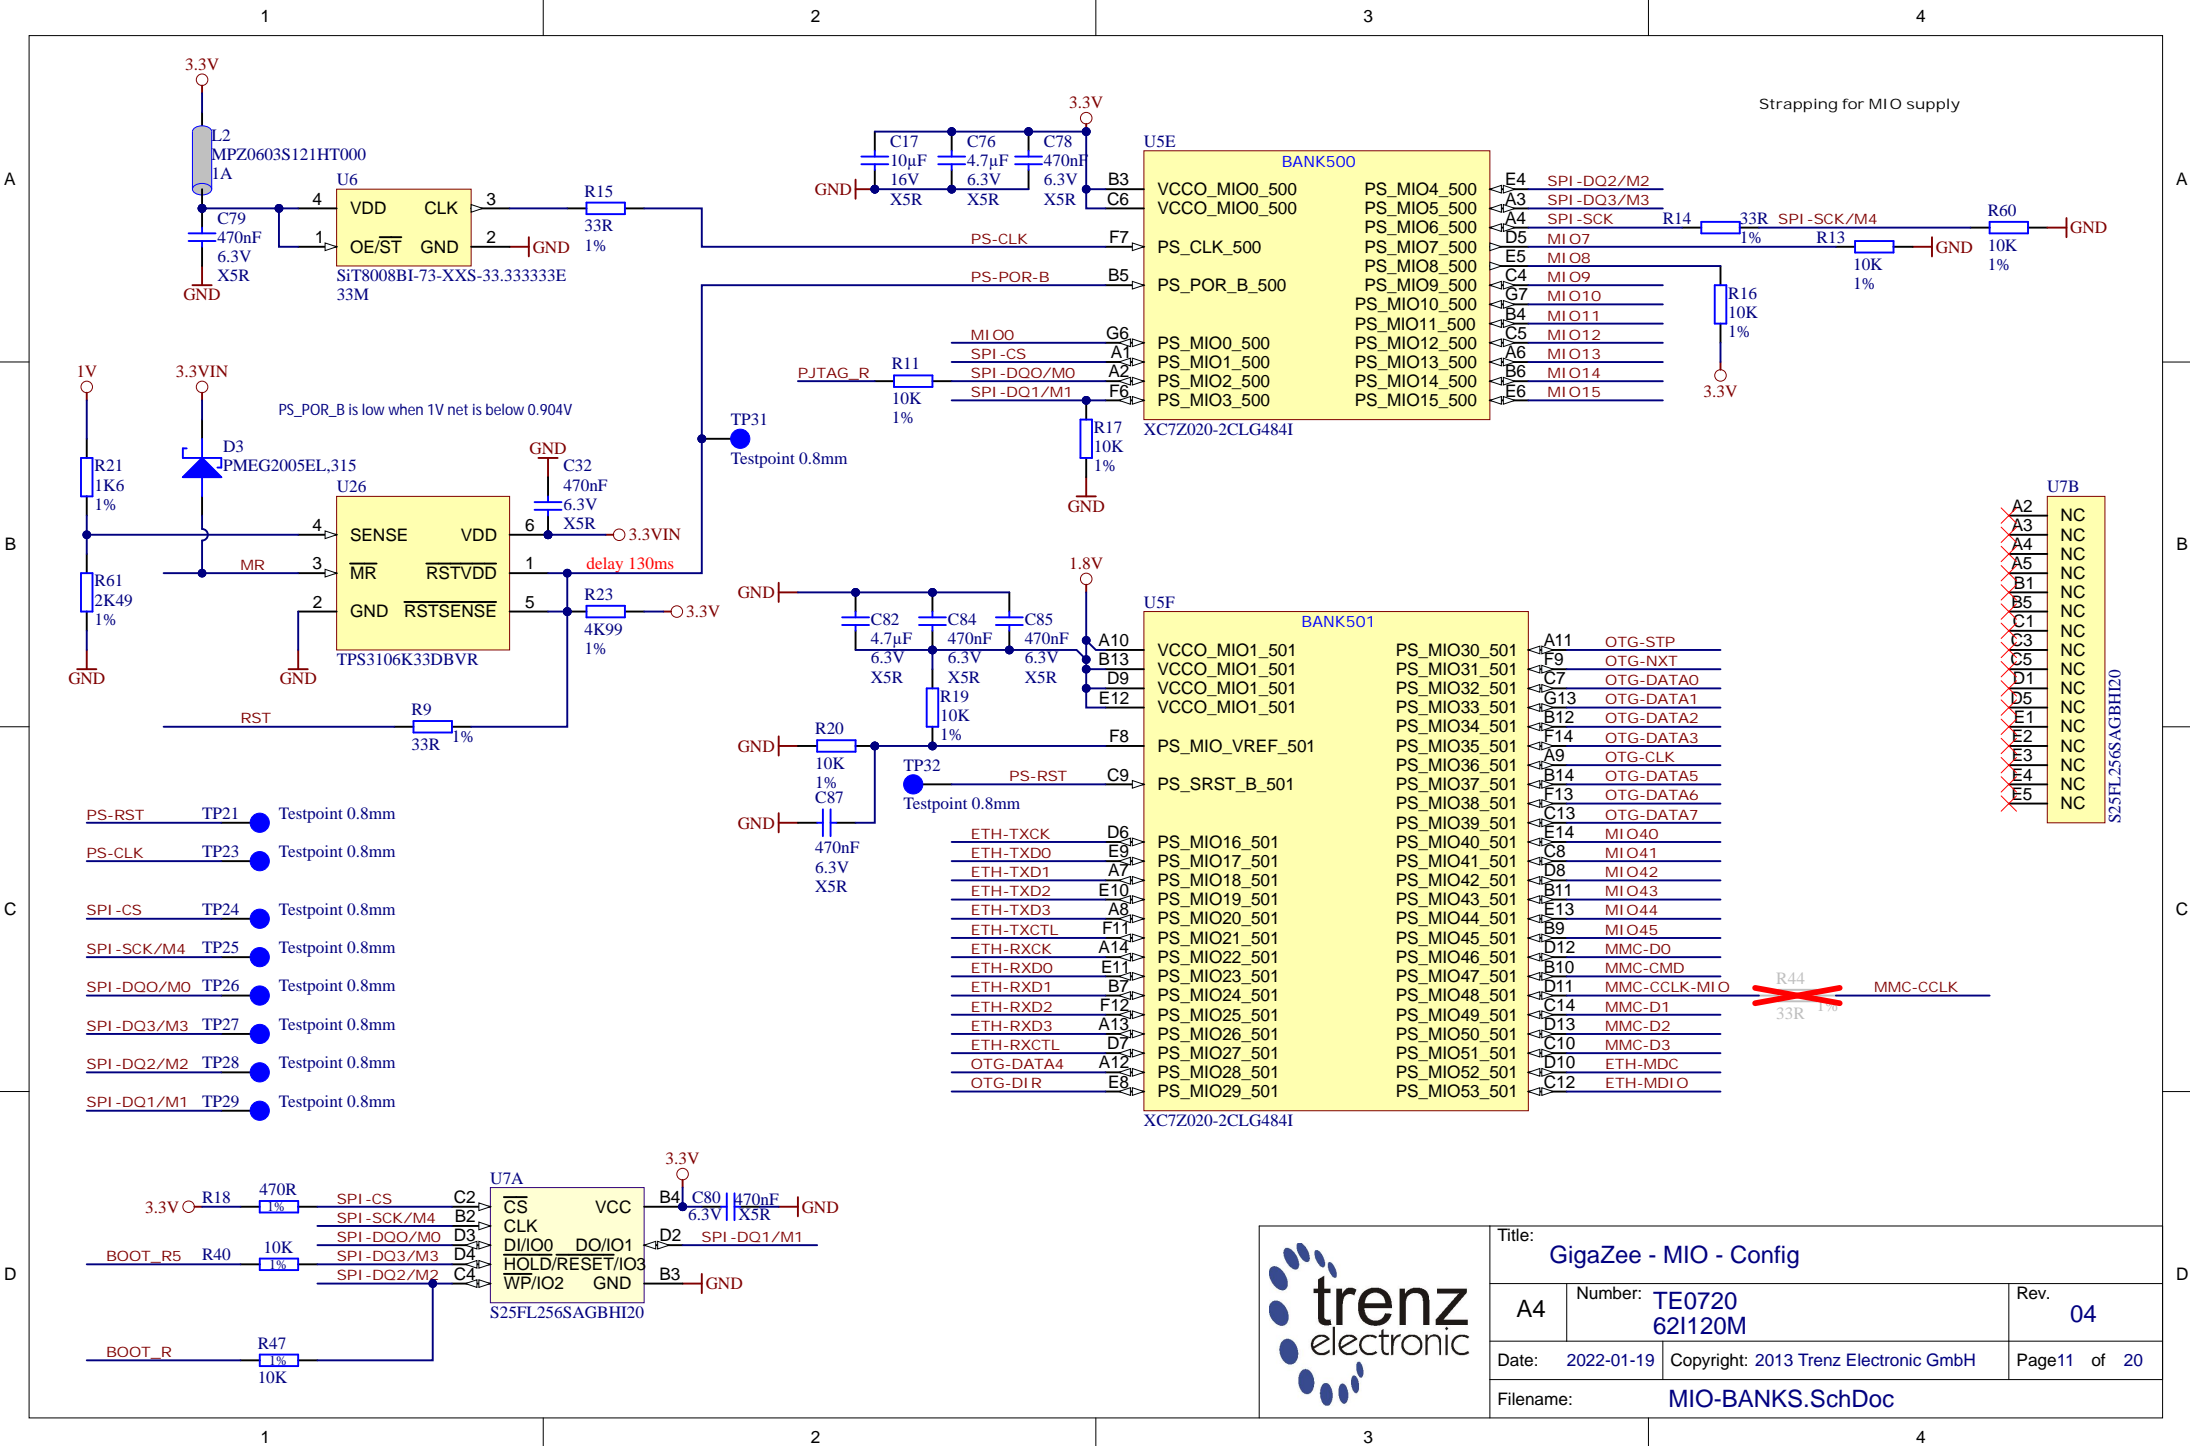 1 2 3 4
A B C D
Strapping for MIO supply
3.3V
L2
MPZ0603S121HT000
1A
C79
470nF
6.3V
X5R
GND
U6
4 VDD CLK 3
1 OE/ST GND 2
GND
SiT8008BI-73-XXS-33.333333E
33M
R15
33R
1%
3.3V
C17
10µF
16V
X5R
C76
4.7µF
6.3V
X5R
C78
470nF
6.3V
X5R
GND
U5E
BANK500
B3 VCCO_MIO0_500
C6 VCCO_MIO0_500
PS-CLK F7 PS_CLK_500
PS-POR-B B5 PS_POR_B_500
MIO0 G6 PS_MIO0_500
SPI-CS A1 PS_MIO1_500
SPI-DQ0/M0 A2 PS_MIO2_500
SPI-DQ1/M1 F6 PS_MIO3_500
PS_MIO4_500 E4 SPI-DQ2/M2
PS_MIO5_500 A3 SPI-DQ3/M3
PS_MIO6_500 A4 SPI-SCK
PS_MIO7_500 D5 MIO7
PS_MIO8_500 E5 MIO8
PS_MIO9_500 C4 MIO9
PS_MIO10_500 G7 MIO10
PS_MIO11_500 B4 MIO11
PS_MIO12_500 C5 MIO12
PS_MIO13_500 A6 MIO13
PS_MIO14_500 B6 MIO14
PS_MIO15_500 E6 MIO15
XC7Z020-2CLG484I
R14 33R 1% SPI-SCK/M4
R60
10K
1%
GND
R13
10K
1%
GND
R16
10K
1%
3.3V
PJTAG_R
R11
10K
1%
R17
10K
1%
GND
1V
R21
1K6
1%
R61
2K49
1%
GND
3.3VIN
PS_POR_B is low when 1V net is below 0.904V
D3
PMEG2005EL,315
U26
4 SENSE VDD 6
MR 3 MR RSTVDD 1
2 GND RSTSENSE 5
TPS3106K33DBVR
GND
GND
C32
470nF
6.3V
X5R
3.3VIN
delay 130ms
R23
4K99
1%
3.3V
RST
R9
33R
1%
TP31
Testpoint 0.8mm
1.8V
GND
C82
4.7µF
6.3V
X5R
C84
470nF
6.3V
X5R
C85
470nF
6.3V
X5R
R19
10K
1%
GND
R20
10K
1%
TP32
Testpoint 0.8mm
GND
C87
470nF
6.3V
X5R
U5F
BANK501
A10 VCCO_MIO1_501
B13 VCCO_MIO1_501
D9 VCCO_MIO1_501
E12 VCCO_MIO1_501
F8 PS_MIO_VREF_501
PS-RST C9 PS_SRST_B_501
ETH-TXCK D6 PS_MIO16_501
ETH-TXD0 E9 PS_MIO17_501
ETH-TXD1 A7 PS_MIO18_501
ETH-TXD2 E10 PS_MIO19_501
ETH-TXD3 A8 PS_MIO20_501
ETH-TXCTL F11 PS_MIO21_501
ETH-RXCK A14 PS_MIO22_501
ETH-RXD0 E11 PS_MIO23_501
ETH-RXD1 B7 PS_MIO24_501
ETH-RXD2 F12 PS_MIO25_501
ETH-RXD3 A13 PS_MIO26_501
ETH-RXCTL D7 PS_MIO27_501
OTG-DATA4 A12 PS_MIO28_501
OTG-DIR E8 PS_MIO29_501
PS_MIO30_501 A11 OTG-STP
PS_MIO31_501 F9 OTG-NXT
PS_MIO32_501 C7 OTG-DATA0
PS_MIO33_501 G13 OTG-DATA1
PS_MIO34_501 B12 OTG-DATA2
PS_MIO35_501 F14 OTG-DATA3
PS_MIO36_501 A9 OTG-CLK
PS_MIO37_501 B14 OTG-DATA5
PS_MIO38_501 F13 OTG-DATA6
PS_MIO39_501 C13 OTG-DATA7
PS_MIO40_501 E14 MIO40
PS_MIO41_501 C8 MIO41
PS_MIO42_501 D8 MIO42
PS_MIO43_501 B11 MIO43
PS_MIO44_501 E13 MIO44
PS_MIO45_501 B9 MIO45
PS_MIO46_501 D12 MMC-D0
PS_MIO47_501 B10 MMC-CMD
PS_MIO48_501 D11 MMC-CCLK-MIO
PS_MIO49_501 C14 MMC-D1
PS_MIO50_501 D13 MMC-D2
PS_MIO51_501 C10 MMC-D3
PS_MIO52_501 D10 ETH-MDC
PS_MIO53_501 C12 ETH-MDIO
XC7Z020-2CLG484I
R44
33R
1%
MMC-CCLK
U7B
A2 NC
A3 NC
A4 NC
A5 NC
B1 NC
B5 NC
C1 NC
C3 NC
C5 NC
D1 NC
D5 NC
E1 NC
E2 NC
E3 NC
E4 NC
E5 NC
S25FL256SAGBHI20
PS-RST TP21 Testpoint 0.8mm
PS-CLK TP23 Testpoint 0.8mm
SPI-CS TP24 Testpoint 0.8mm
SPI-SCK/M4 TP25 Testpoint 0.8mm
SPI-DQ0/M0 TP26 Testpoint 0.8mm
SPI-DQ3/M3 TP27 Testpoint 0.8mm
SPI-DQ2/M2 TP28 Testpoint 0.8mm
SPI-DQ1/M1 TP29 Testpoint 0.8mm
3.3V R18 470R 1%
BOOT_R5 R40 10K 1%
BOOT_R R47 1% 10K
U7A
SPI-CS C2 CS VCC B4
SPI-SCK/M4 B2 CLK
SPI-DQ0/M0 D3 DI/IO0 DO/IO1 D2 SPI-DQ1/M1
SPI-DQ3/M3 D4 HOLD/RESET/IO3
SPI-DQ2/M2 C4 WP/IO2 GND B3 GND
S25FL256SAGBHI20
3.3V
C80 470nF
6.3V X5R
GND
trenz
electronic
Title:
GigaZee - MIO - Config
A4
Number: TE0720
62I120M
Rev.
04
Date: 2022-01-19 Copyright: 2013 Trenz Electronic GmbH Page11 of 20
Filename: MIO-BANKS.SchDoc
1 2 3 4
A B C D